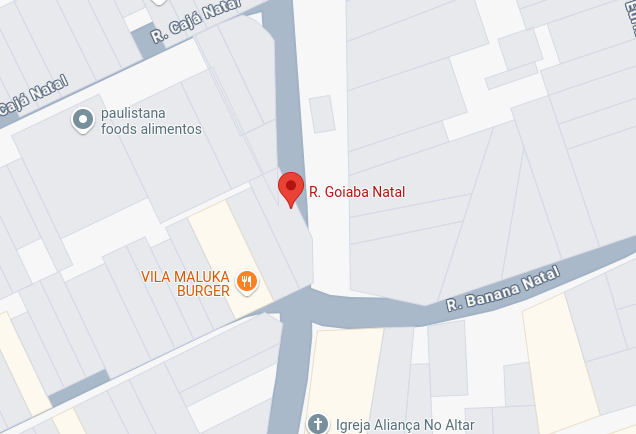 R. Cajá Natal
Cajá Natal
paulistana
foods alimentos
R. Goiaba Natal
VILA MALUKA
BURGER
R. Banana Natal
Igreja Aliança No Altar